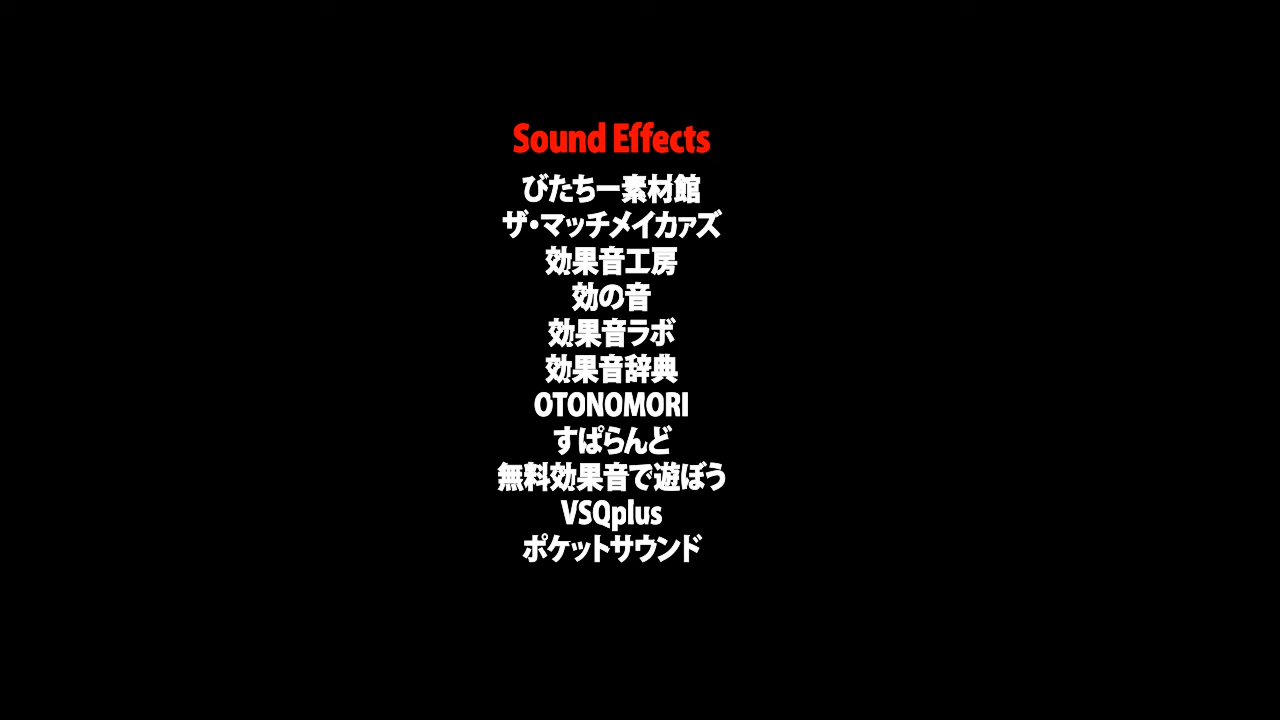 Sound Effects
びたちー素材館
ザ・マッチメイカァズ
効果音工房
効の音
効果音ラボ
効果音辞典
OTONOMORI
すぱらんど
無料効果音で遊ぼう
VSQplus
ポケットサウンド